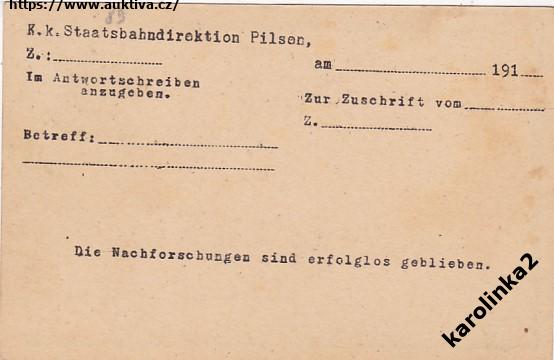 https://www.auktiva.cz/
89
K.k.Staatsbahndirektion Pilsen,
Z.:
am 191
Im Antwortschreiben
anzugeben.
Zur Zuschrift vom
Z.
Betreff:
Die Nachforschungen sind erfolglos geblieben.
karolinka2